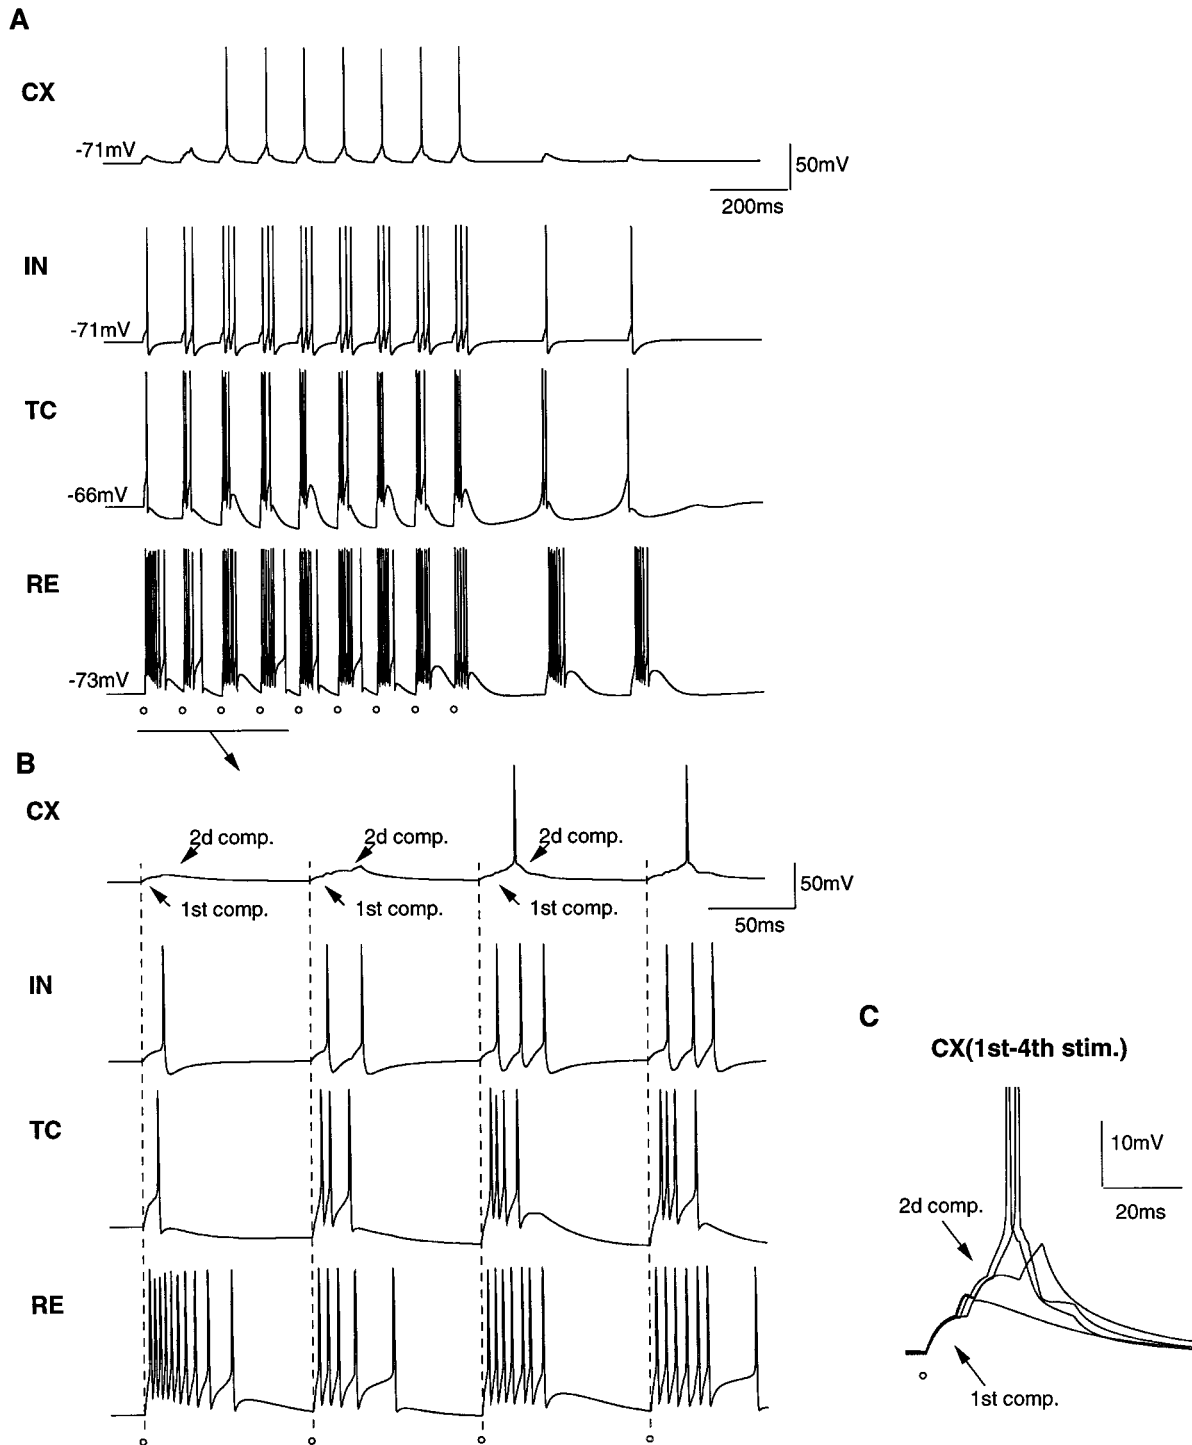 A
CX
-71mV
50mV
200ms
IN
-71mV
TC
-66mV
RE
-73mV
B
CX
2d comp.
2d comp.
2d comp.
1st comp.
1st comp.
1st comp.
50mV
50ms
IN
TC
RE
C
CX(1st-4th stim.)
10mV
20ms
2d comp.
1st comp.